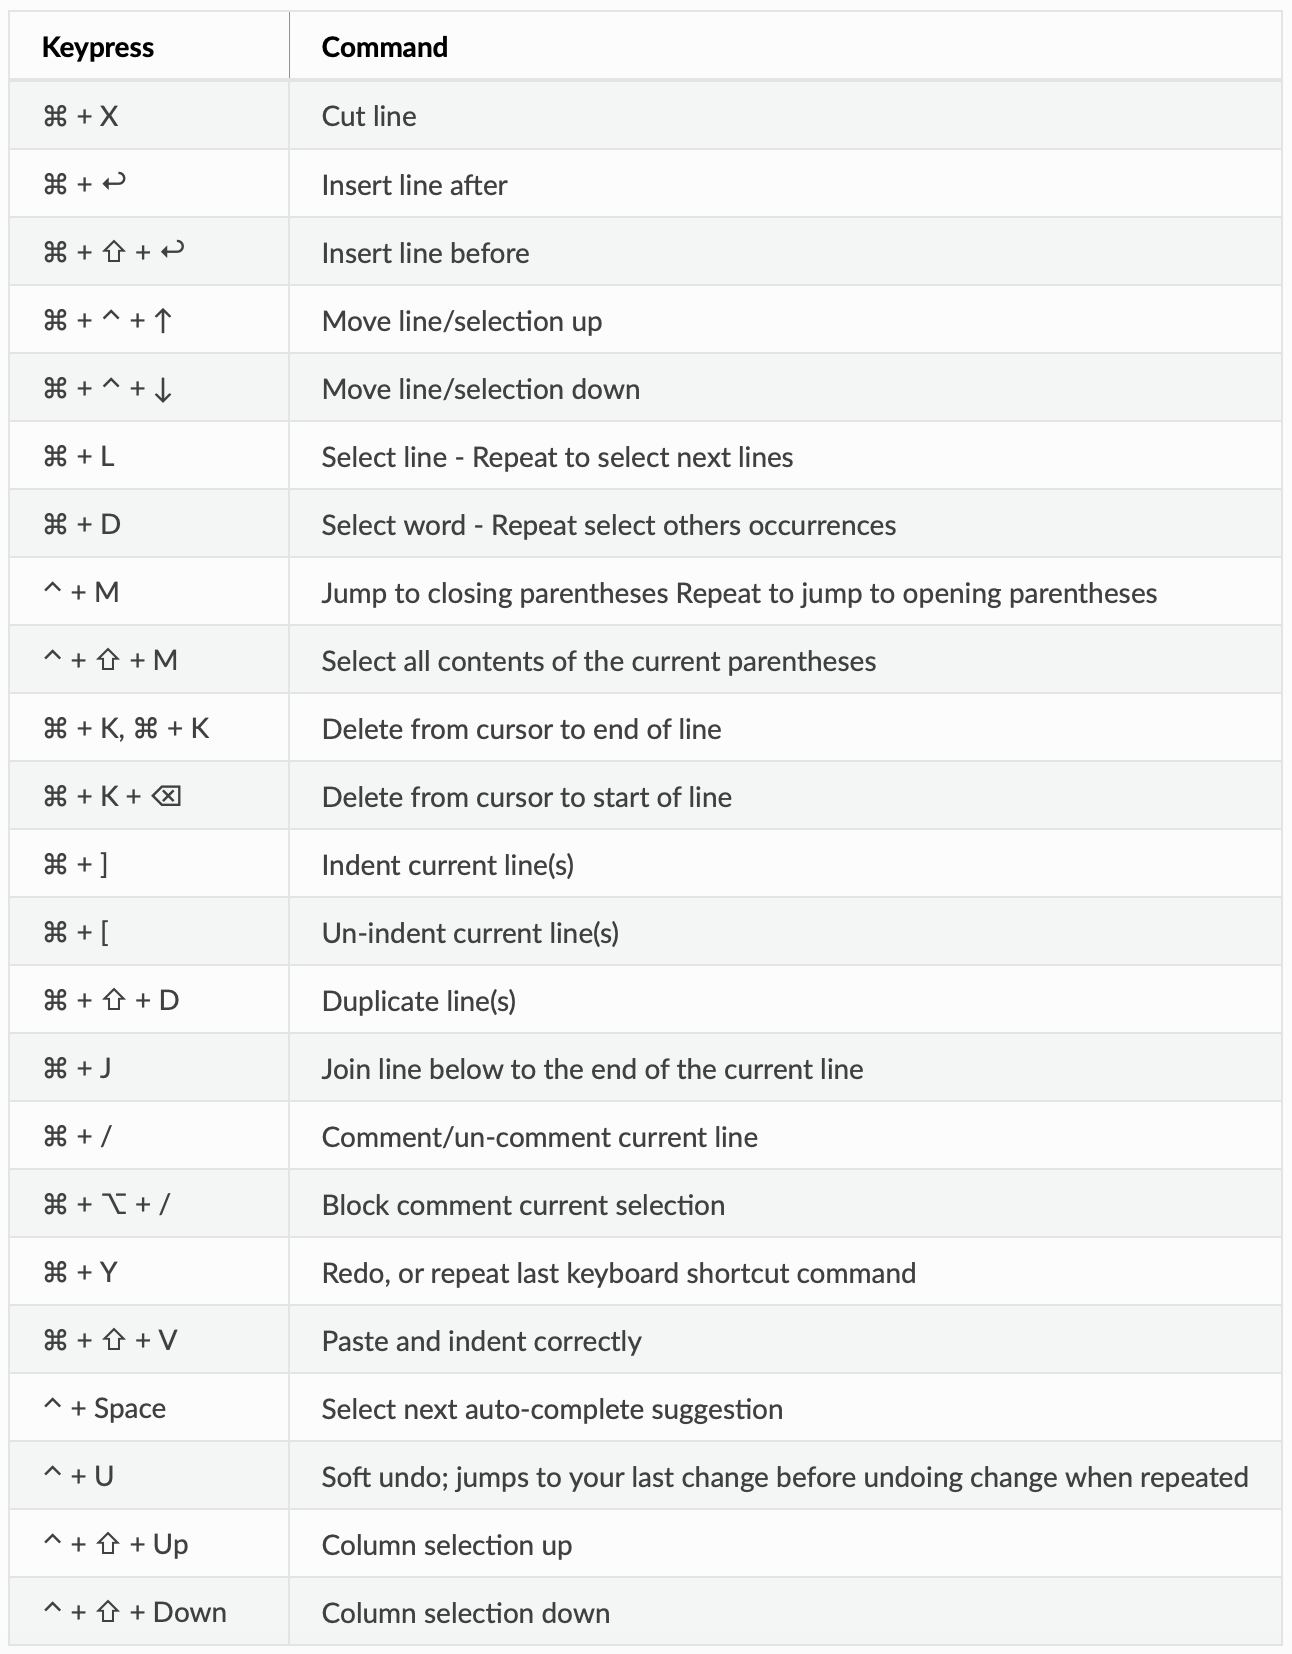 Keypress Command
⌘ + X Cut line
⌘ + ↩ Insert line after
⌘ + ⇧ + ↩ Insert line before
⌘ + ^ + ↑ Move line/selection up
⌘ + ^ + ↓ Move line/selection down
⌘ + L Select line - Repeat to select next lines
⌘ + D Select word - Repeat select others occurrences
^ + M Jump to closing parentheses Repeat to jump to opening parentheses
^ + ⇧ + M Select all contents of the current parentheses
⌘ + K, ⌘ + K Delete from cursor to end of line
⌘ + K + ⌫ Delete from cursor to start of line
⌘ + ] Indent current line(s)
⌘ + [ Un-indent current line(s)
⌘ + ⇧ + D Duplicate line(s)
⌘ + J Join line below to the end of the current line
⌘ + / Comment/un-comment current line
⌘ + ⌥ + / Block comment current selection
⌘ + Y Redo, or repeat last keyboard shortcut command
⌘ + ⇧ + V Paste and indent correctly
^ + Space Select next auto-complete suggestion
^ + U Soft undo; jumps to your last change before undoing change when repeated
^ + ⇧ + Up Column selection up
^ + ⇧ + Down Column selection down